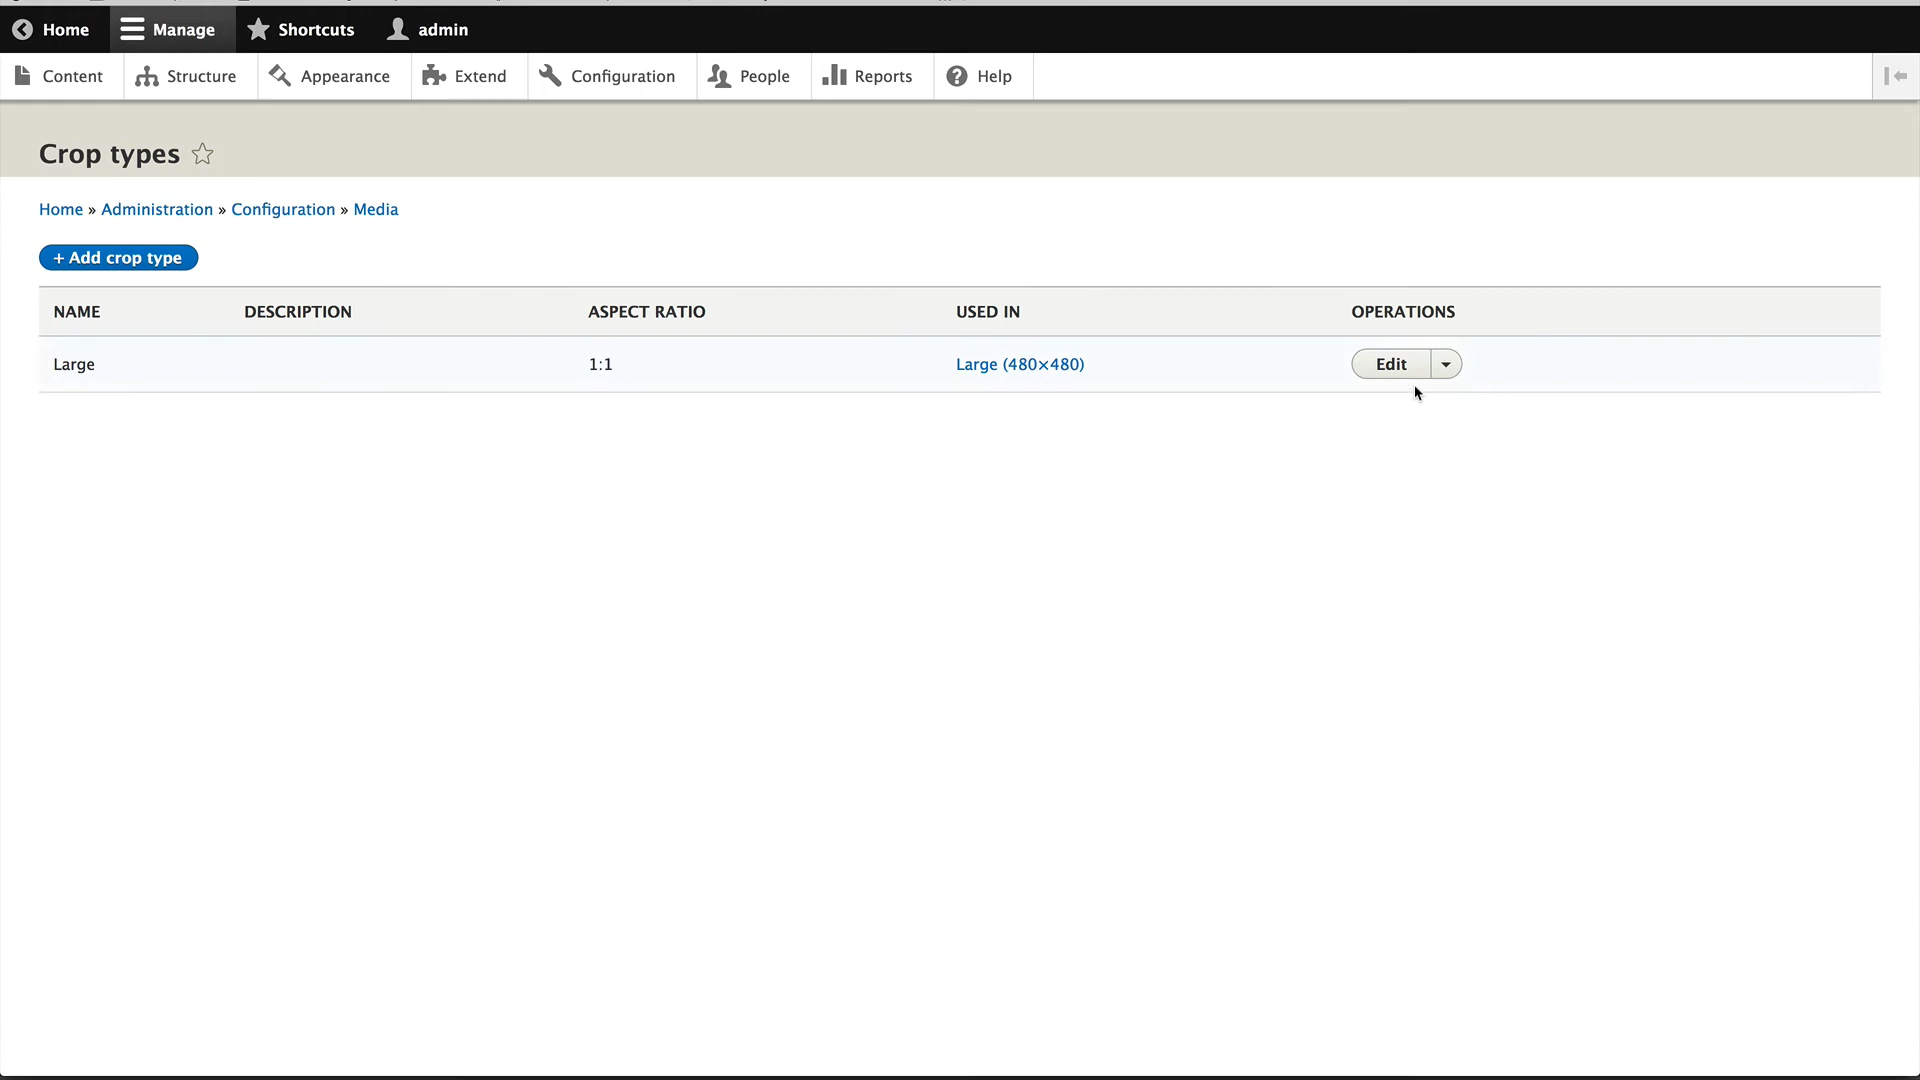 Home Manage Shortcuts admin
Content Structure Appearance Extend Configuration People Reports Help
Crop types
Home » Administration » Configuration » Media
+ Add crop type
NAME DESCRIPTION ASPECT RATIO USED IN OPERATIONS
Large 1:1 Large (480×480) Edit